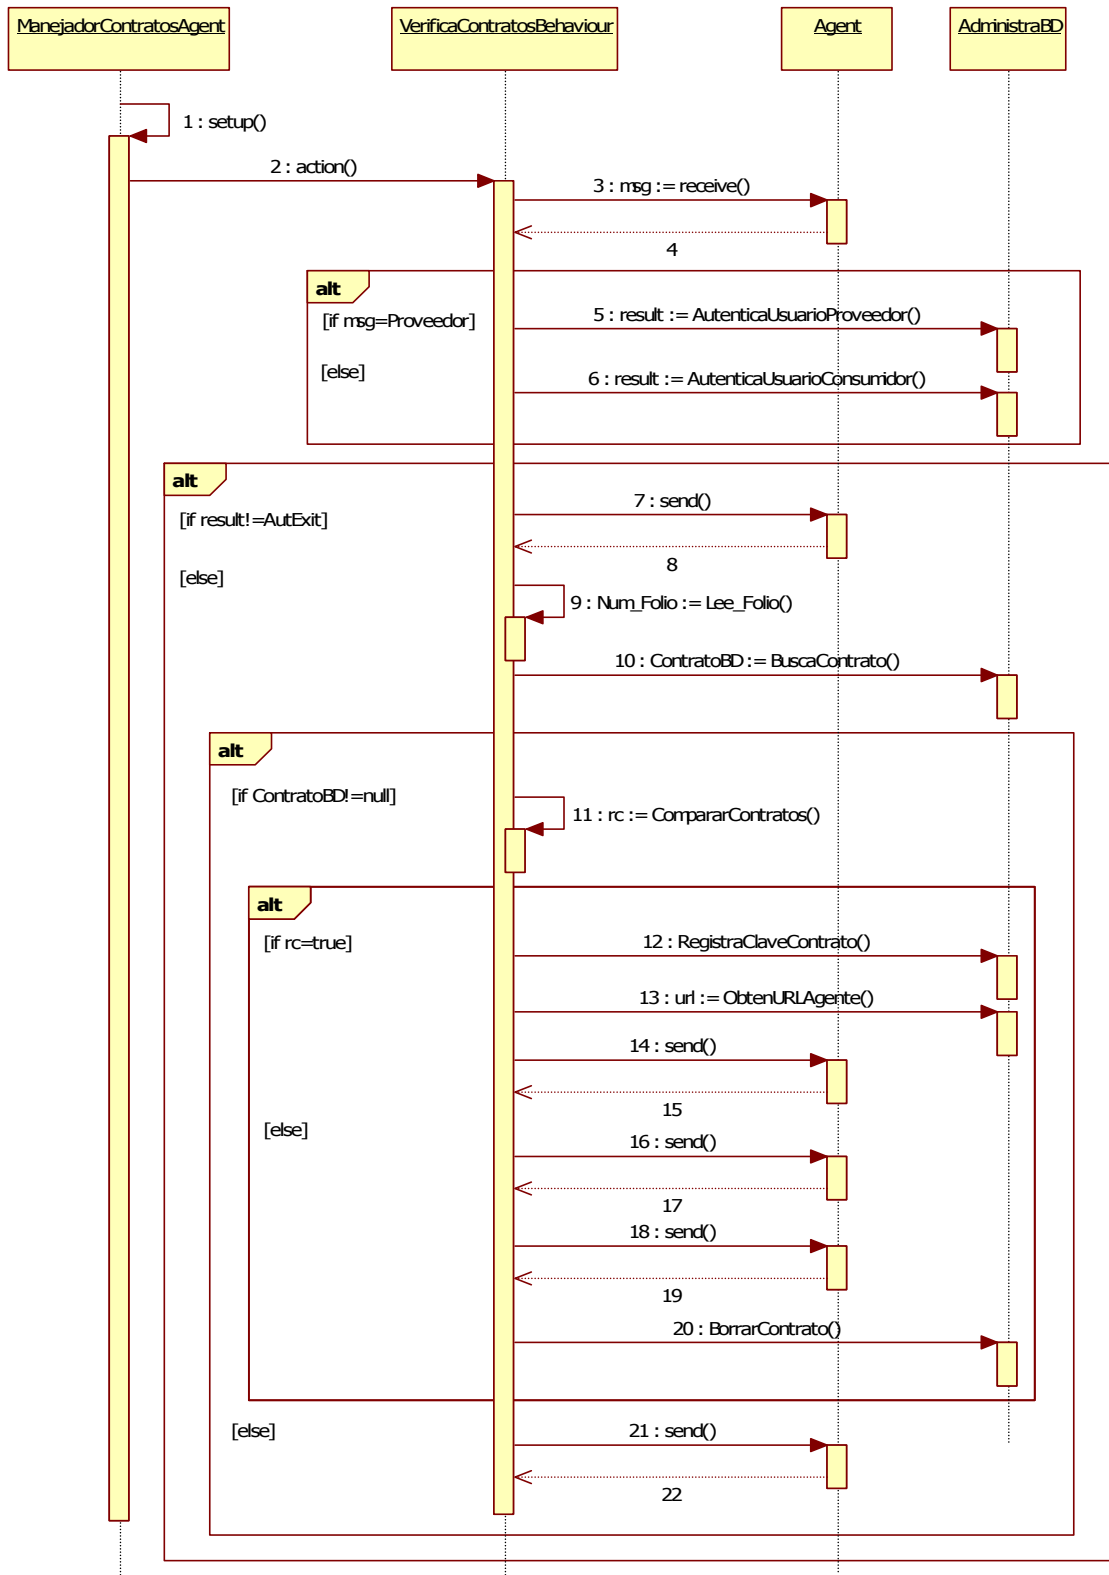 ManejadorContratosAgent
VerificaContratosBehaviour
Agent
AdministraBD
1 : setup()
2 : action()
3 : msg := receive()
4
alt
[if msg=Proveedor]
5 : result := AutenticaUsuarioProveedor()
[else]
6 : result := AutenticaUsuarioConsumidor()
alt
[if result!=AutExit]
7 : send()
8
[else]
9 : Num_Folio := Lee_Folio()
10 : ContratoBD := BuscaContrato()
alt
[if ContratoBD!=null]
11 : rc := CompararContratos()
alt
[if rc=true]
12 : RegistraClaveContrato()
13 : url := ObtenURLAgente()
14 : send()
15
[else]
16 : send()
17
18 : send()
19
20 : BorrarContrato()
[else]
21 : send()
22